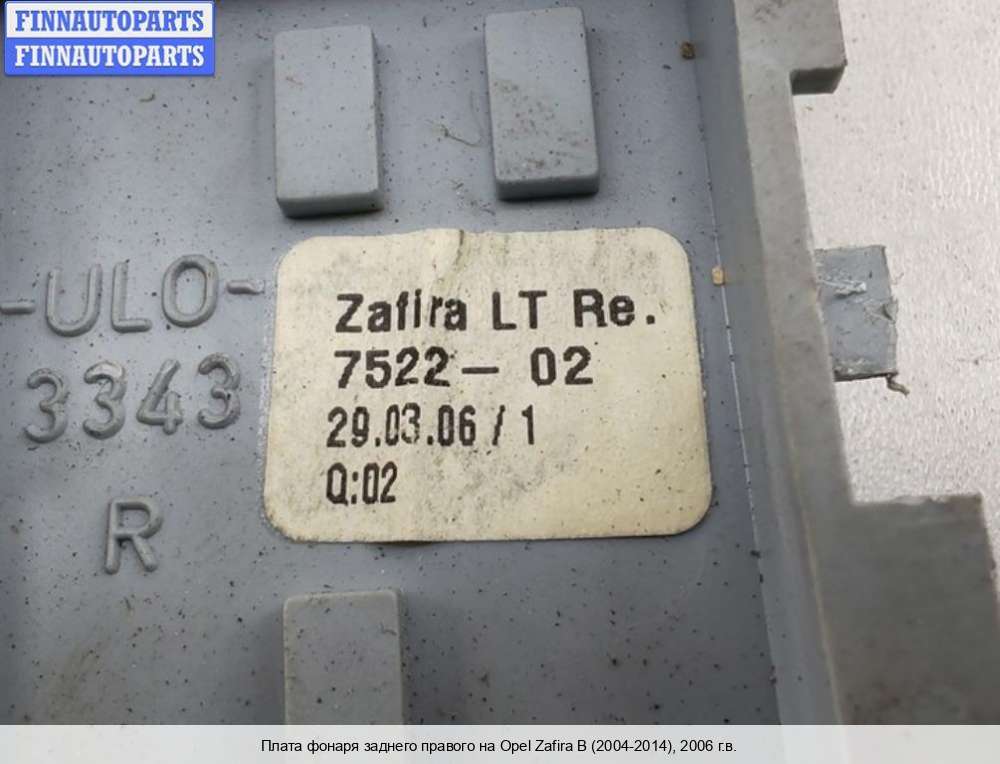 FINNAUTOPARTS
FINNAUTOPARTS
-ULO-
3343
R
Zafira LT Re.
7522- 02
29.03.06 / 1
Q:02
Плата фонаря заднего правого на Opel Zafira B (2004-2014), 2006 г.в.